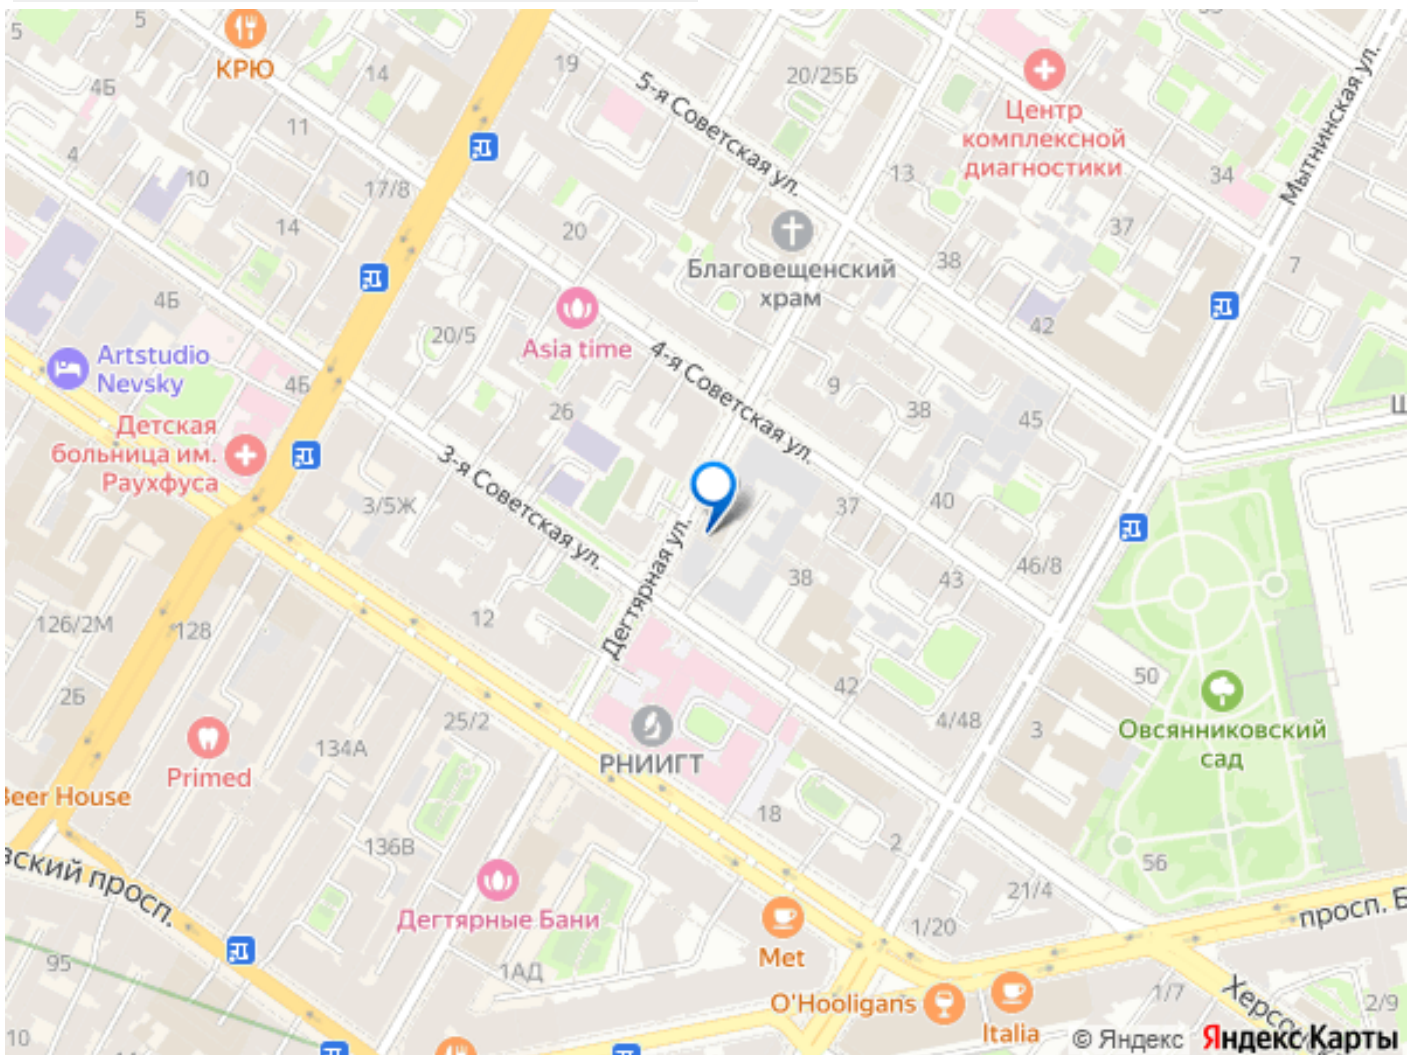 5
5
КРЮ
14
19
4Б
11
4
10
14
17/8
20
4Б
20/5
Artstudio
Nevsky
4Б
Детская
больница им.
Раухфуса
5-я Советская ул.
20/25Б
Центр
комплексной
диагностики
13
34
37
38
Мытнинская ул.
7
42
Благовещенский
храм
Asia time
4-я Советская ул.
9
38
45
26
3-я Советская ул.
3/5Ж
Дегтярная ул.
37
40
38
43
46/8
12
126/2М
128
2Б
25/2
134А
Primed
РНИИГТ
42
4/48
3
50
Овсянниковский
сад
Beer House
136В
18
2
56
21/4
вский просп.
Дегтярные Бани
1АД
95
10
Met
1/20
просп. Б
O'Hooligans
Italia
1/7
2/9
© Яндекс Яндекс Карты